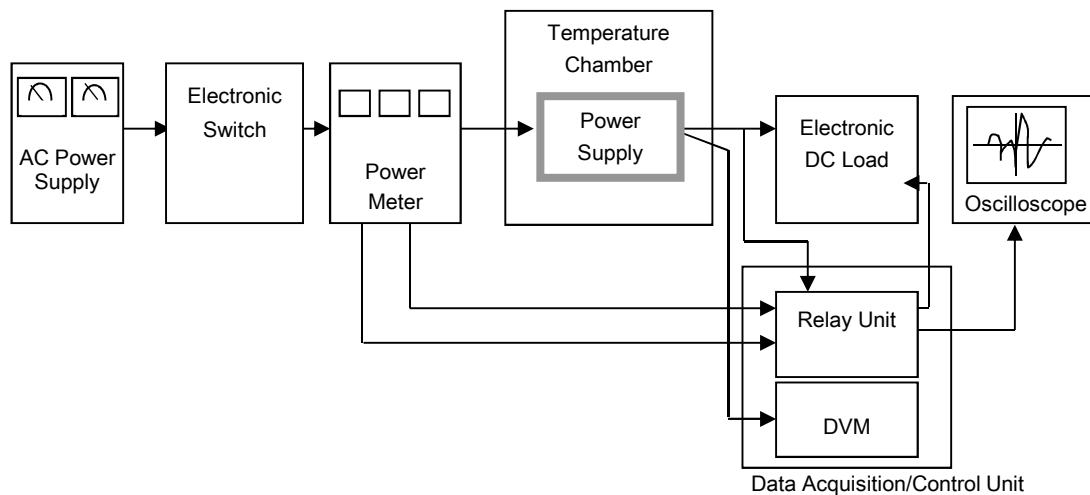 AC Power
Supply
Electronic
Switch
Power
Meter
Temperature
Chamber
Power
Supply
Electronic
DC Load
Oscilloscope
Relay Unit
DVM
Data Acquisition/Control Unit